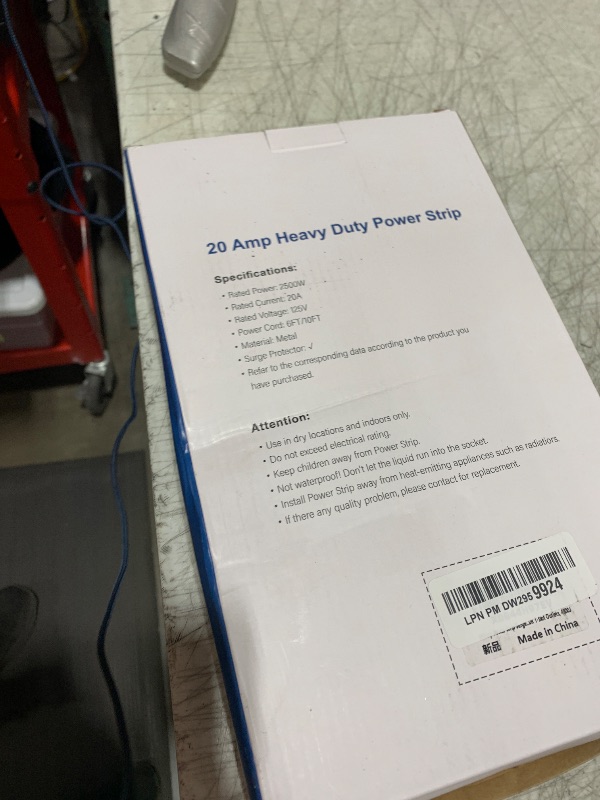 20 Amp Heavy Duty Power Strip
Specifications:
• Rated Power: 2500W
• Rated Current: 20A
• Rated Voltage: 125V
• Power Cord: 6FT/10FT
• Material: Metal
• Surge Protector: √
• Refer to the corresponding data according to the product you
have purchased.
Attention:
• Use in dry locations and indoors only.
• Do not exceed electrical rating.
• Keep children away from Power Strip.
• Not waterproof! Don't let the liquid run into the socket.
• Install Power Strip away from heat-emitting appliances such as radiators.
• If there any quality problem, please contact for replacement.
LPN PM DW295 9924
新品 Made in China